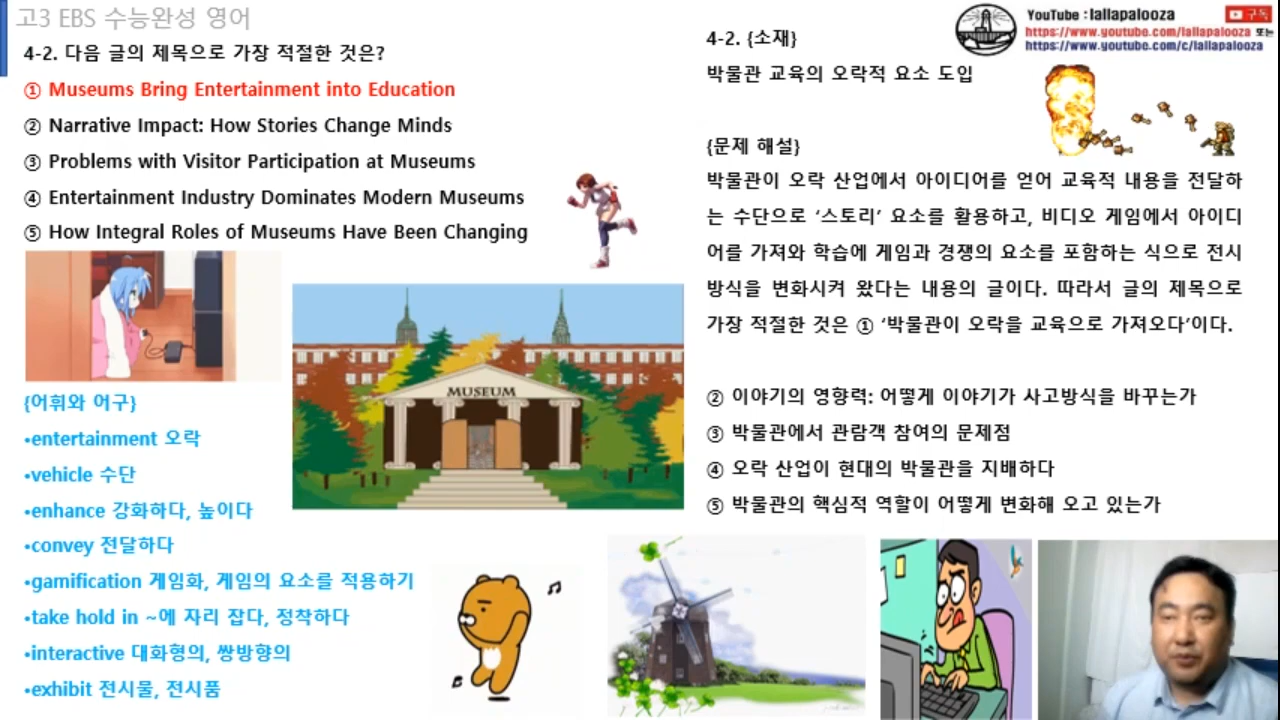 고3 EBS 수능완성 영어
4-2. 다음 글의 제목으로 가장 적절한 것은?
① Museums Bring Entertainment into Education
② Narrative Impact: How Stories Change Minds
③ Problems with Visitor Participation at Museums
④ Entertainment Industry Dominates Modern Museums
⑤ How Integral Roles of Museums Have Been Changing
MUSEUM
{어휘와 어구}
•entertainment 오락
•vehicle 수단
•enhance 강화하다, 높이다
•convey 전달하다
•gamification 게임화, 게임의 요소를 적용하기
•take hold in ~에 자리 잡다, 정착하다
•interactive 대화형의, 쌍방향의
•exhibit 전시물, 전시품
YouTube : lallapalooza
구독
https://www.youtube.com/lallapalooza 또는
https://www.youtube.com/c/lallapalooza
4-2. {소재}
박물관 교육의 오락적 요소 도입
{문제 해설}
박물관이 오락 산업에서 아이디어를 얻어 교육적 내용을 전달하
는 수단으로 ‘스토리’ 요소를 활용하고, 비디오 게임에서 아이디
어를 가져와 학습에 게임과 경쟁의 요소를 포함하는 식으로 전시
방식을 변화시켜 왔다는 내용의 글이다. 따라서 글의 제목으로
가장 적절한 것은 ① ‘박물관이 오락을 교육으로 가져오다’이다.
② 이야기의 영향력: 어떻게 이야기가 사고방식을 바꾸는가
③ 박물관에서 관람객 참여의 문제점
④ 오락 산업이 현대의 박물관을 지배하다
⑤ 박물관의 핵심적 역할이 어떻게 변화해 오고 있는가